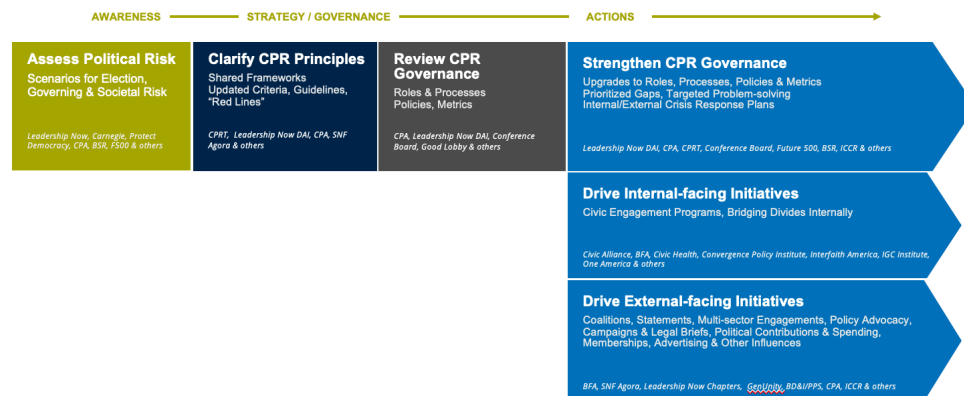 AWARENESS
STRATEGY / GOVERNANCE
ACTIONS
Assess Political Risk
Scenarios for Election,
Governing & Societal Risk
Leadership Now, Carnegie, Protect
Democracy, CPA, BSR, F500 & others
Clarify CPR Principles
Shared Frameworks
Updated Criteria, Guidelines,
“Red Lines”
CPRT, Leadership Now DAI, CPA, SNF
Agora & others
Review CPR
Governance
Roles & Processes
Policies, Metrics
CPA, Leadership Now DAI, Conference
Board, Good Lobby & others
Strengthen CPR Governance
Upgrades to Roles, Processes, Policies & Metrics
Prioritized Gaps, Targeted Problem-solving
Internal/External Crisis Response Plans
Leadership Now DAI, CPA, CPRT, Conference Board, Future 500, BSR, ICCR & others
Drive Internal-facing Initiatives
Civic Engagement Programs, Bridging Divides Internally
Civic Alliance, BFA, Civic Health, Convergence Policy Institute, Interfaith America, IGC Institute,
One America & others
Drive External-facing Initiatives
Coalitions, Statements, Multi-sector Engagements, Policy Advocacy,
Campaigns & Legal Briefs, Political Contributions & Spending,
Memberships, Advertising & Other Influences
BFA, SNF Agora, Leadership Now Chapters, GenUnity, BD&I/PPS, CPA, ICCR & others